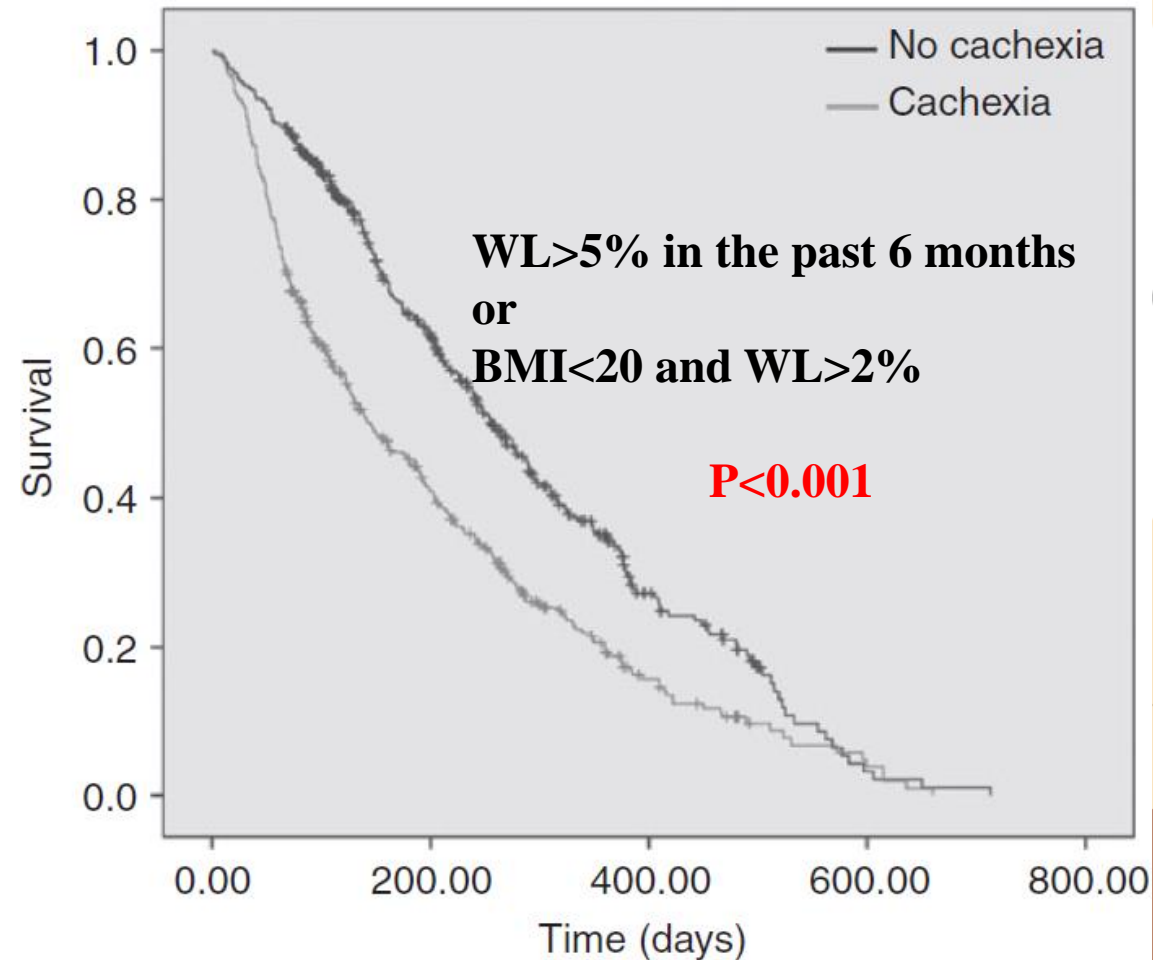 No cachexia
Cachexia
WL>5% in the past 6 months
or
BMI<20 and WL>2%
P<0.001
Survival
1.0
0.8
0.6
0.4
0.2
0.0
0.00 200.00 400.00 600.00 800.00
Time (days)